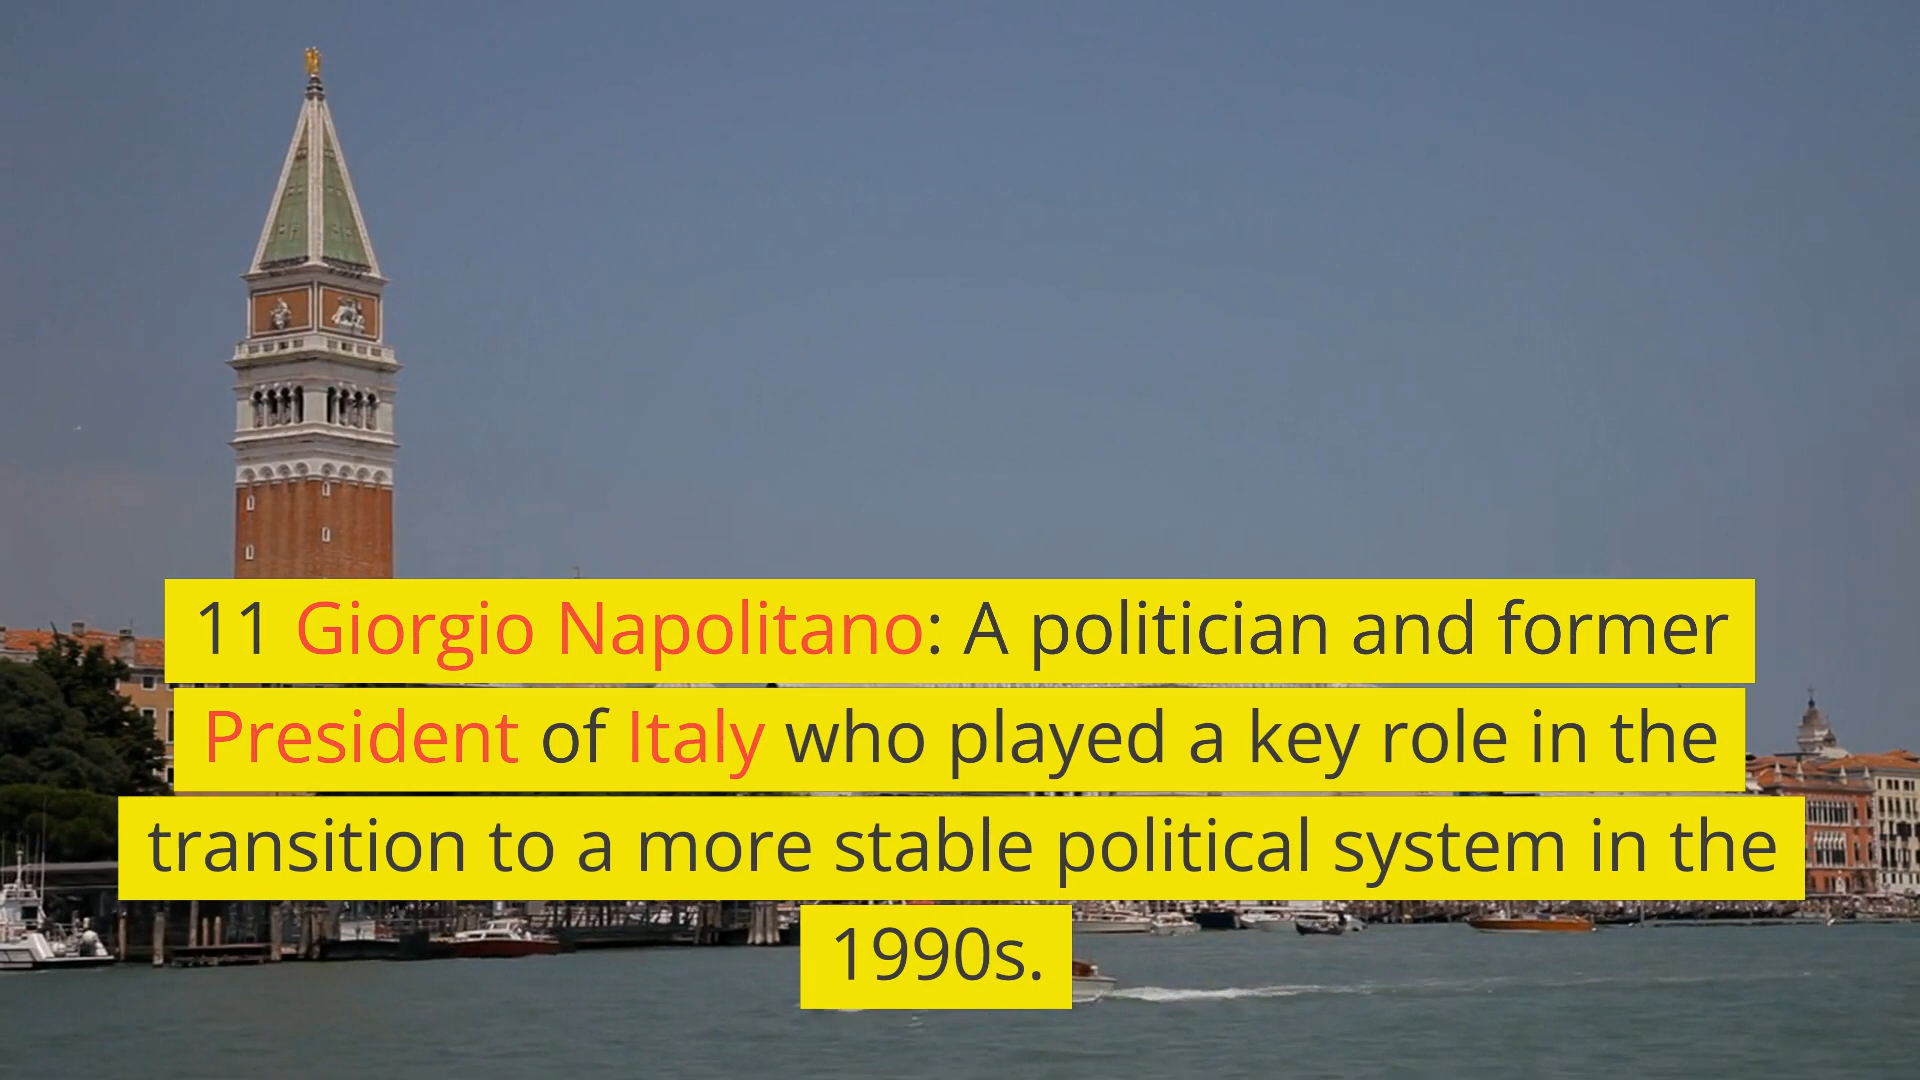 11 Giorgio Napolitano: A politician and former
President of Italy who played a key role in the
transition to a more stable political system in the
1990s.